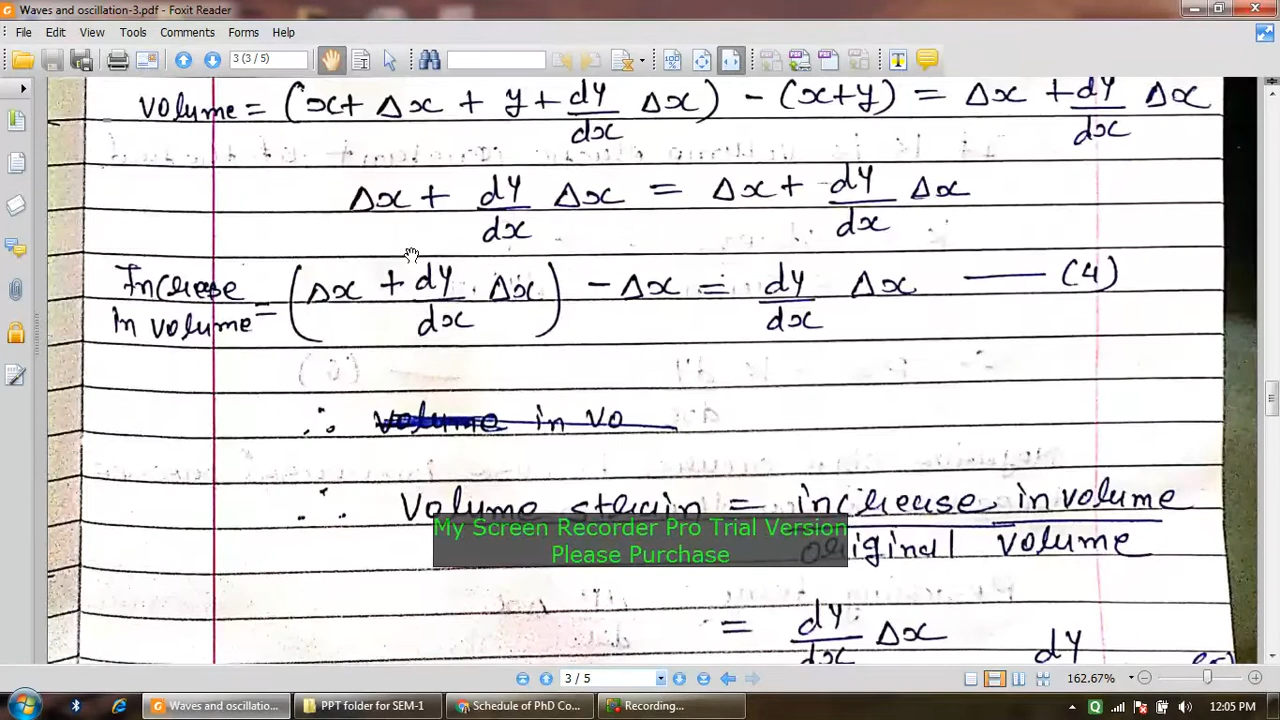 Waves and oscillation-3.pdf - Foxit Reader
File Edit View Tools Comments Forms Help
3 (3 / 5)
volume = (x + Δx + y + dy/dx Δx) - (x+y) = Δx + dy/dx Δx
Δx + dy/dx Δx = Δx + dy/dx Δx
Increase in volume = (Δx + dy/dx . Δx) - Δx = dy/dx Δx —— (4)
∴ volume in vo
∴ Volume strain = increase in volume / original volume
My Screen Recorder Pro Trial Version
Please Purchase
= dy/dx Δx dy
3 / 5 162.67%
Waves and oscillatio... PPT folder for SEM-1 Schedule of PhD Co... Recording... 12:05 PM